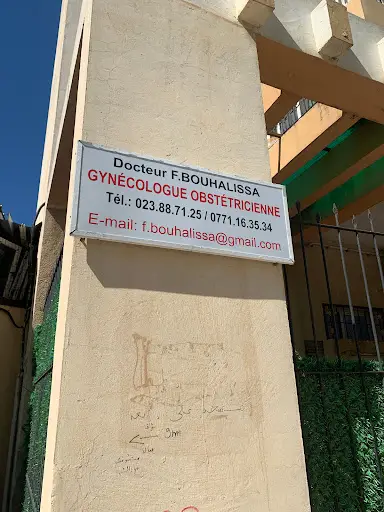 Docteur F.BOUHALISSA
GYNÉCOLOGUE OBSTÉTRICIENNE
Tél.: 023.88.71.25 / 0771.16.35.34
E-mail: f.bouhalissa@gmail.com